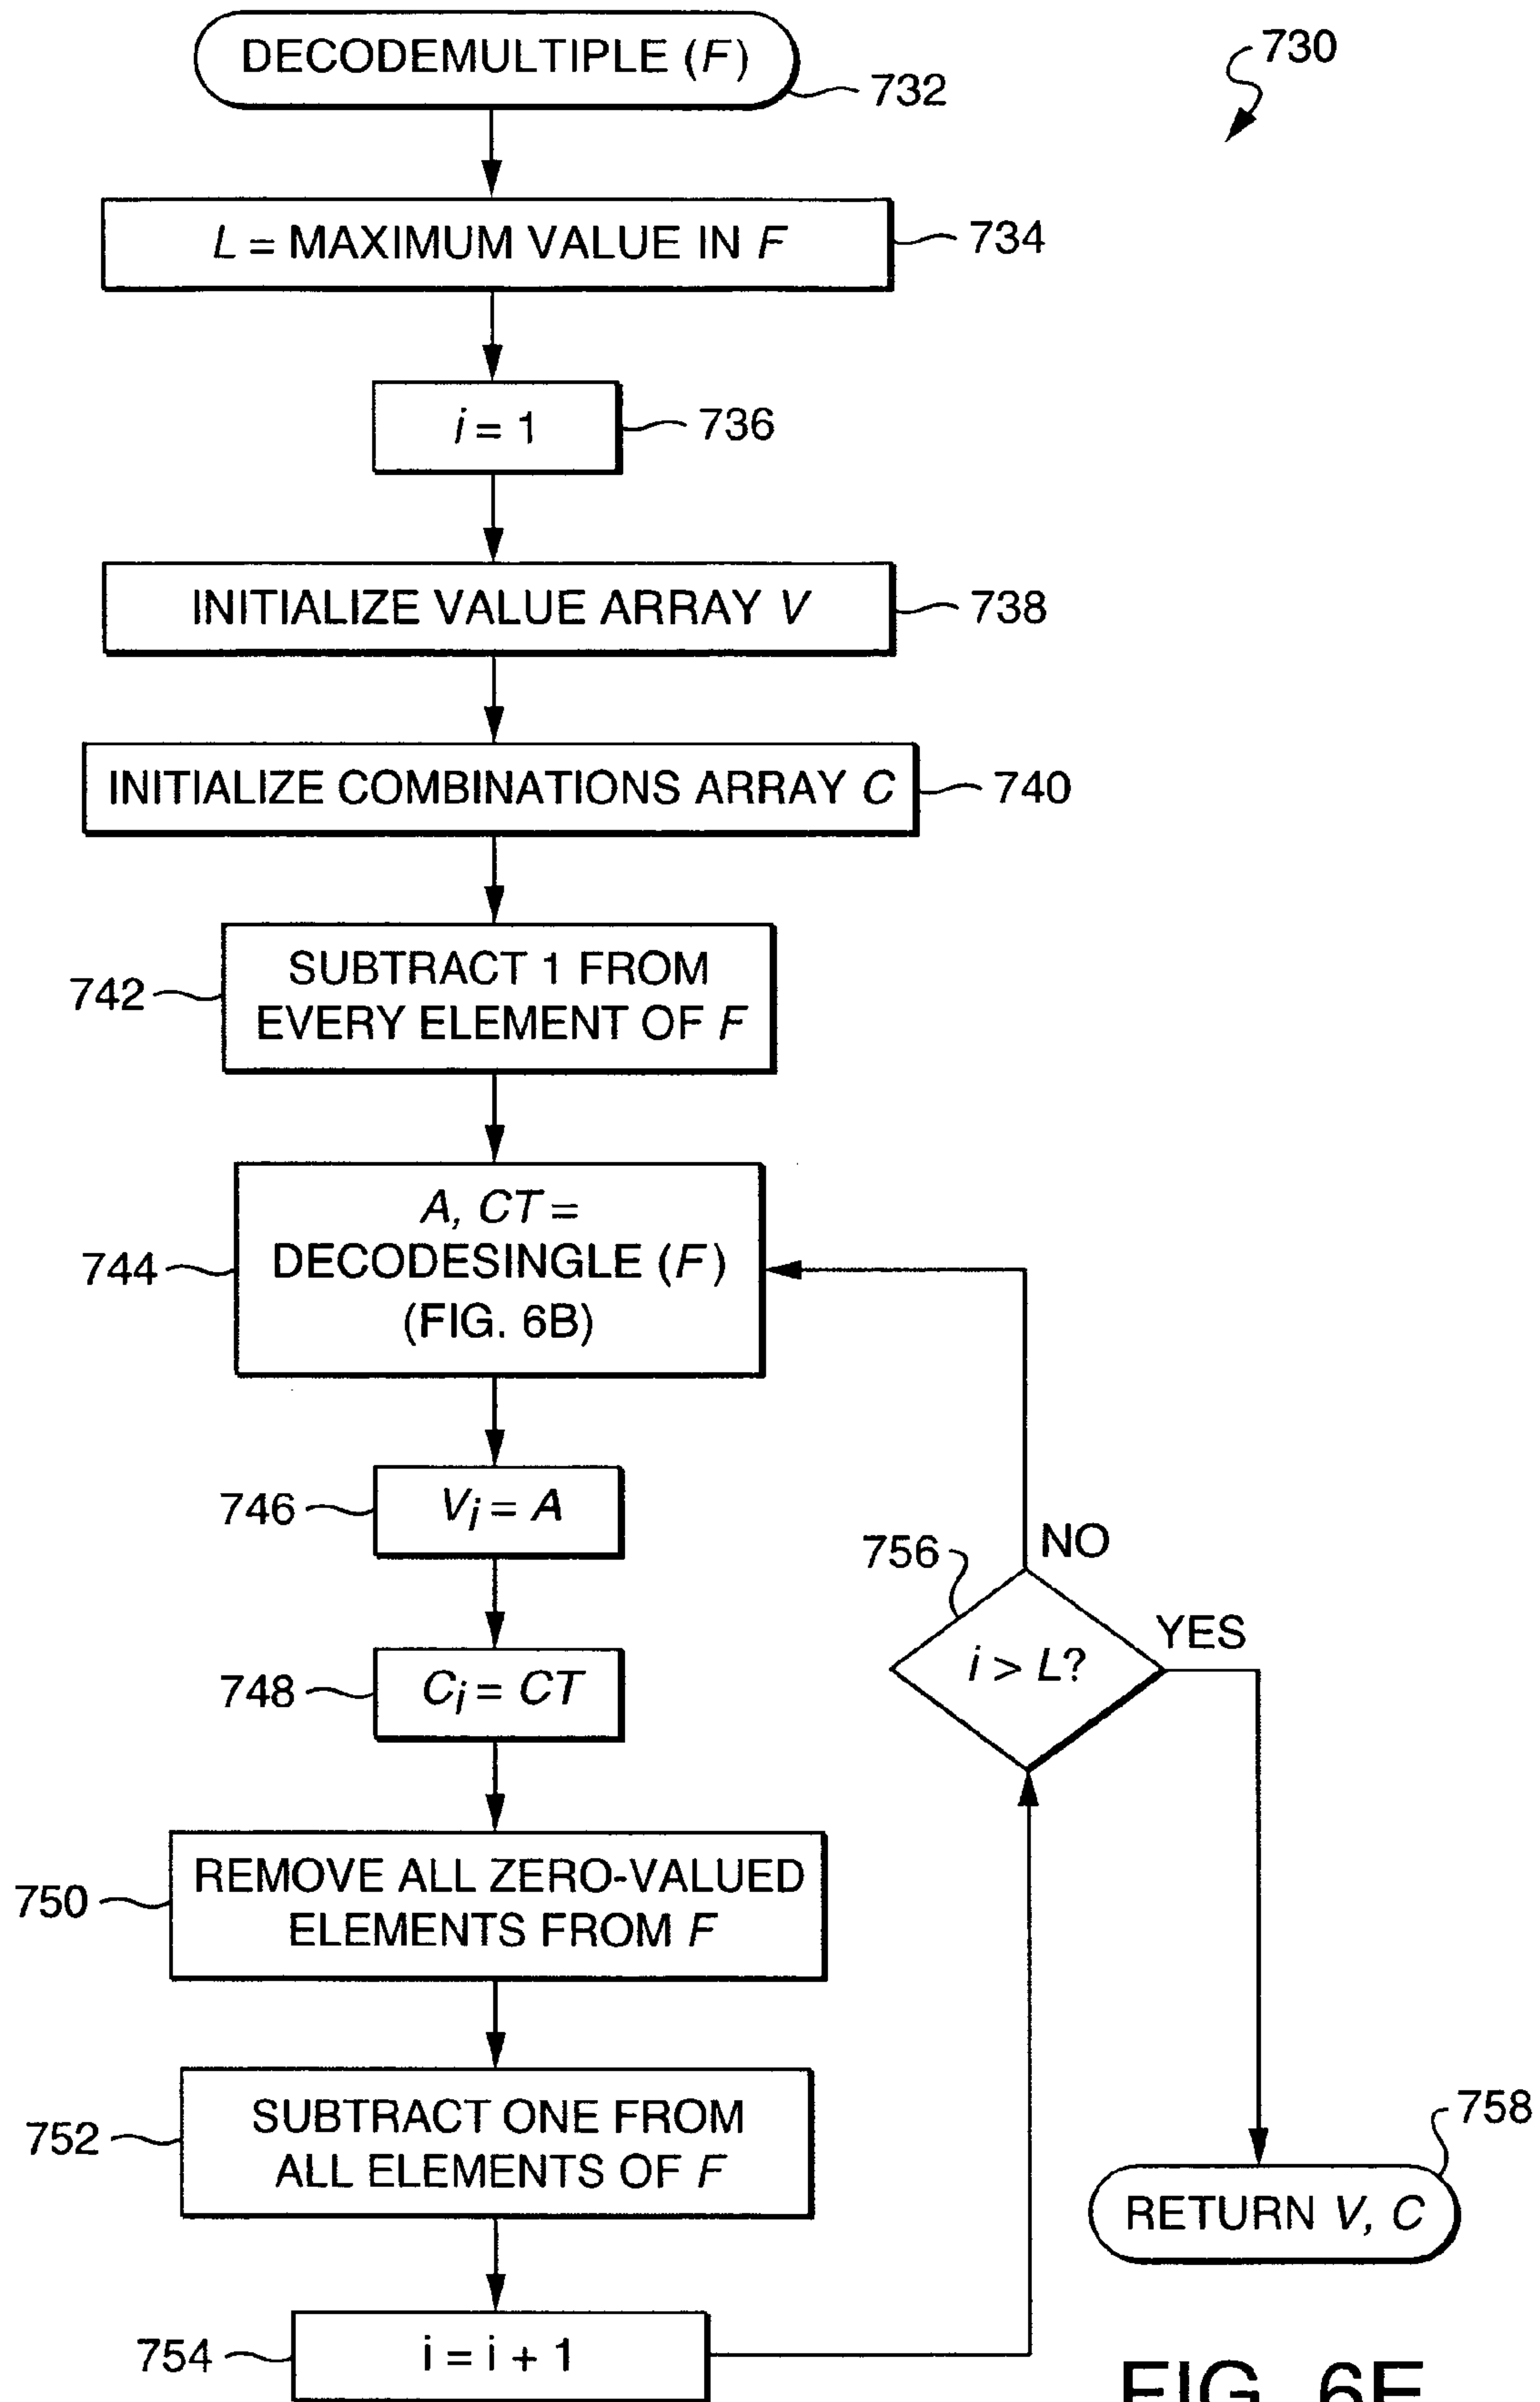 DECODEMULTIPLE (F)
732
730
L = MAXIMUM VALUE IN F
734
i = 1
736
INITIALIZE VALUE ARRAY V
738
INITIALIZE COMBINATIONS ARRAY C
740
742
SUBTRACT 1 FROM
EVERY ELEMENT OF F
744
A, CT =
DECODESINGLE (F)
(FIG. 6B)
746
Vi = A
748
Ci = CT
756
NO
i > L?
YES
750
REMOVE ALL ZERO-VALUED
ELEMENTS FROM F
752
SUBTRACT ONE FROM
ALL ELEMENTS OF F
758
RETURN V, C
754
i = i + 1